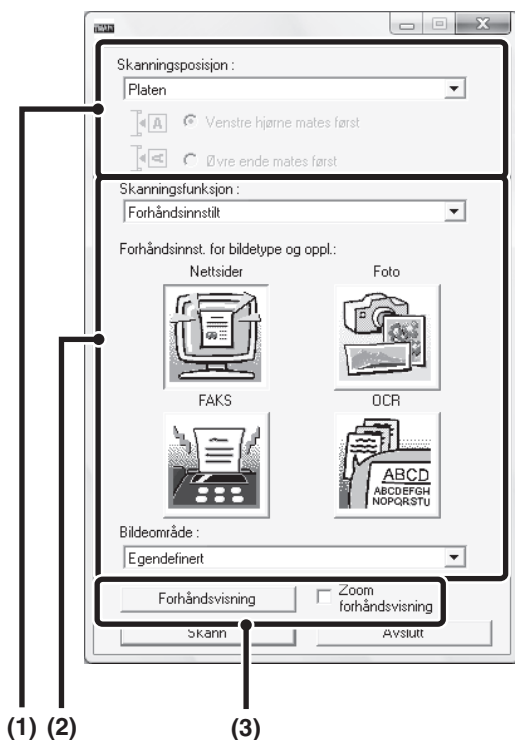 Skanningsposisjon :
Platen
A
Venstre hjørne mates først
A
Øvre ende mates først
Skanningsfunksjon :
Forhåndsinnstilt
Forhåndsinnst. for bildetype og oppl.:
Nettsider Foto
FAKS OCR
ABCD
ABCDEFGH
NOPQRSTU
Bildeområde :
Egendefinert
Forhåndsvisning
Zoom
forhåndsvisning
Skann Avslutt
(1) (2) (3)